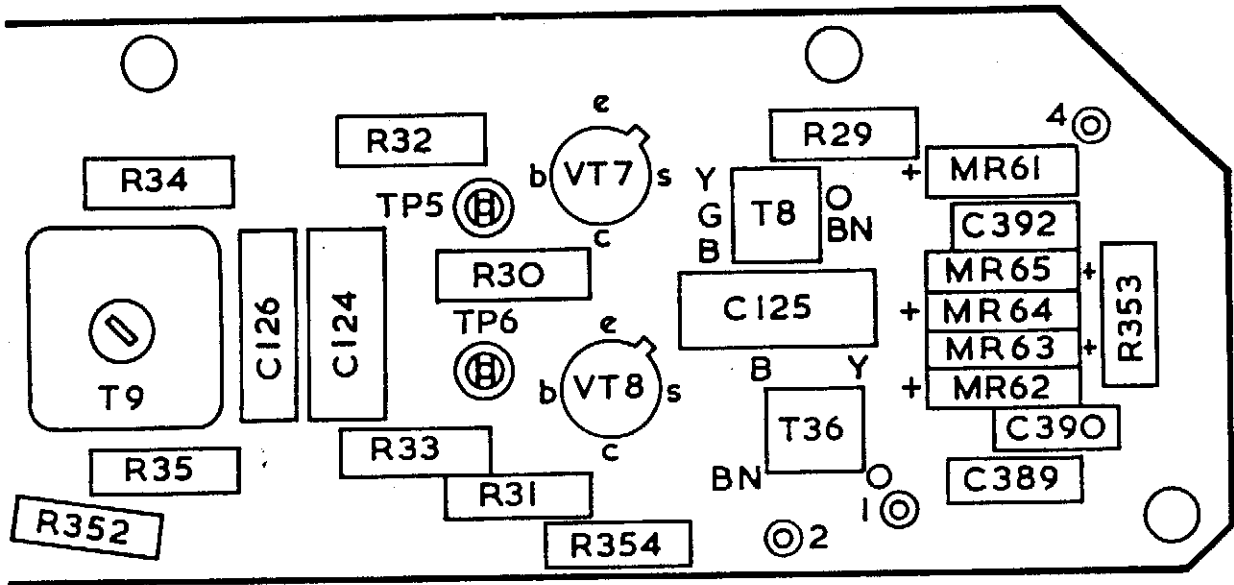 e
4
R32
R29
R34
b VT7 s
+ MR61
TP5
Y
G
B
T8
O
BN
C392
c
R30
MR65 +
C125
+ MR64
R353
C126
C124
TP6
e
MR63 +
B Y
T9
b VT8 s
+ MR62
T36
C390
R33
c
R35
BN
C389
R31
1
R352
R354
2